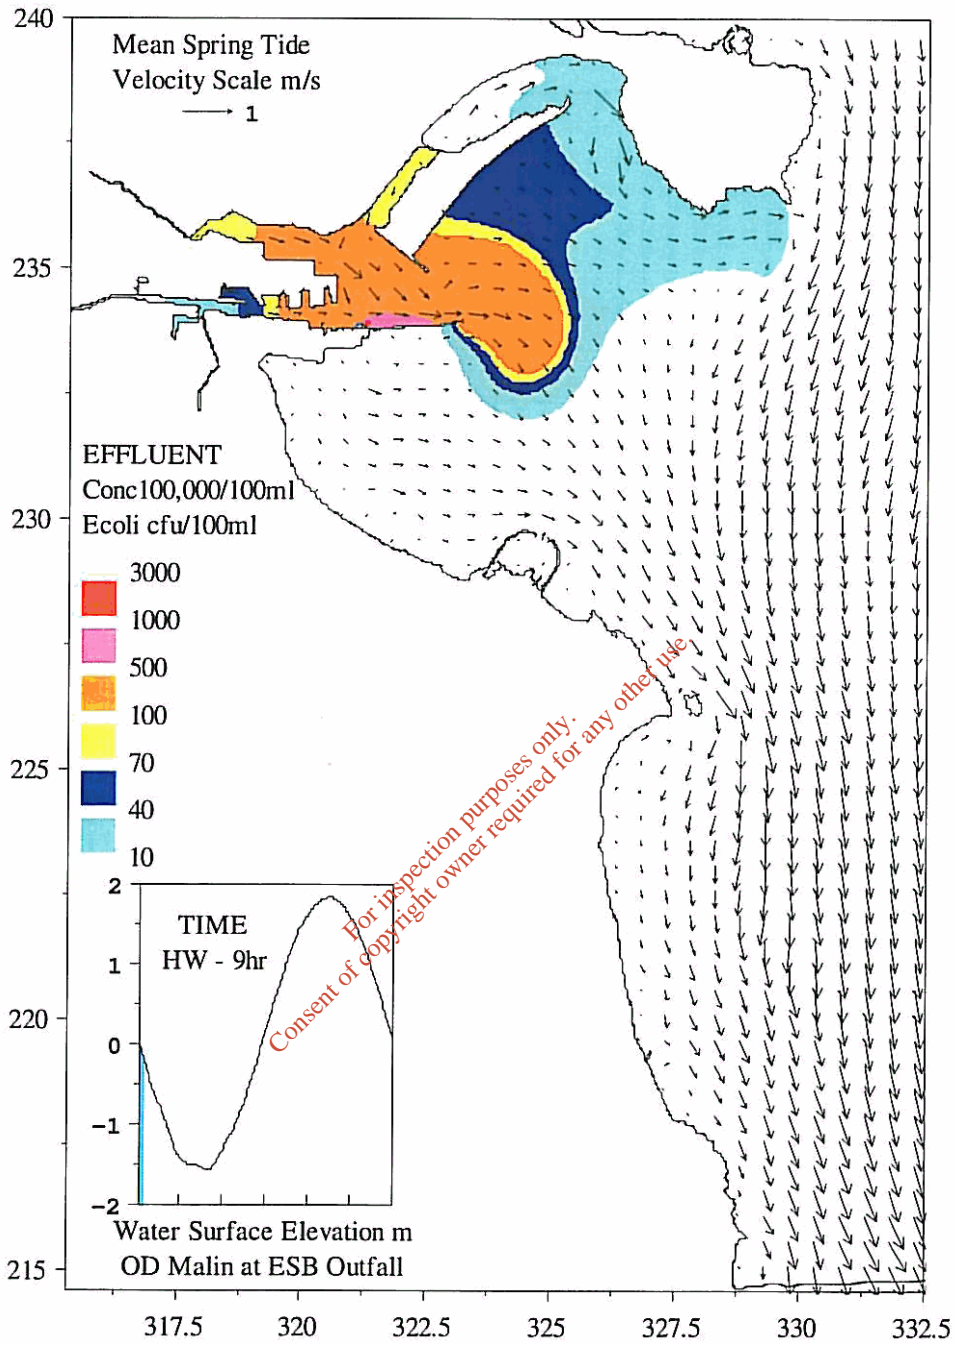 240
Mean Spring Tide
Velocity Scale m/s
1
235
EFFLUENT
Conc100,000/100ml
Ecoli cfu/100ml
230
3000
1000
500
100
70
40
10
225
For inspection purposes only.
Consent of copyright owner required for any other use.
2
TIME
HW - 9hr
1
220
0
-1
-2
Water Surface Elevation m
OD Malin at ESB Outfall
215
317.5 320 322.5 325 327.5 330 332.5